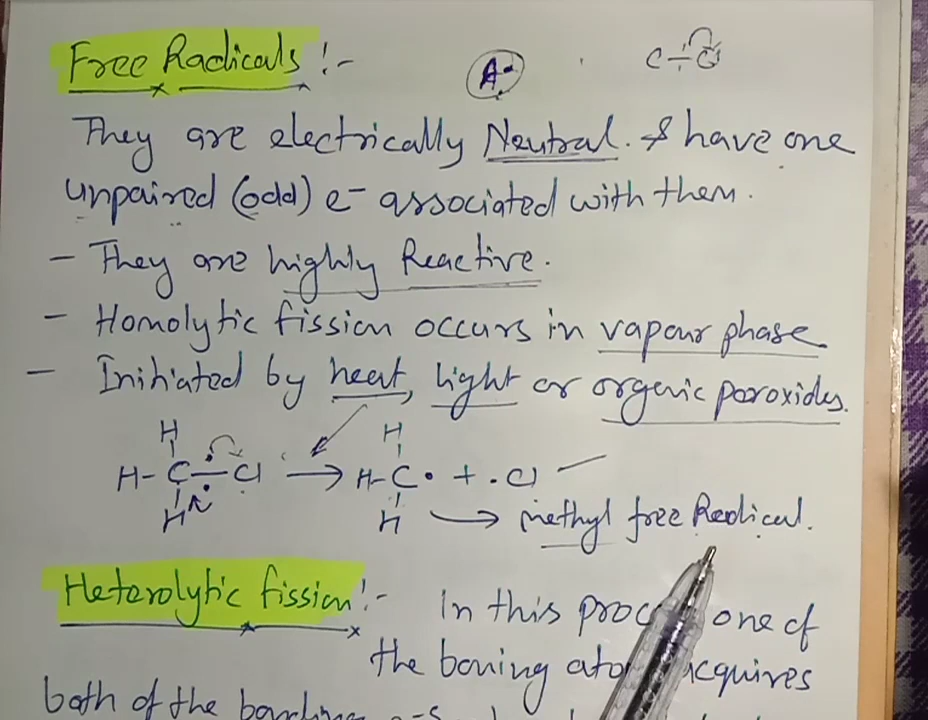 Free Radicals :-
A•
C–Cl
They are electrically Neutral. & have one
unpaired (odd) e- associated with them.
- They are highly Reactive.
- Homolytic fission occurs in vapour phase
- Initiated by heat, light or organic paroxides.
H H
H-C–Cl → H-C• + •Cl
H H → methyl free Radical.
Heterolytic fission :- In this proc one of
the boning ato acquires
both of the